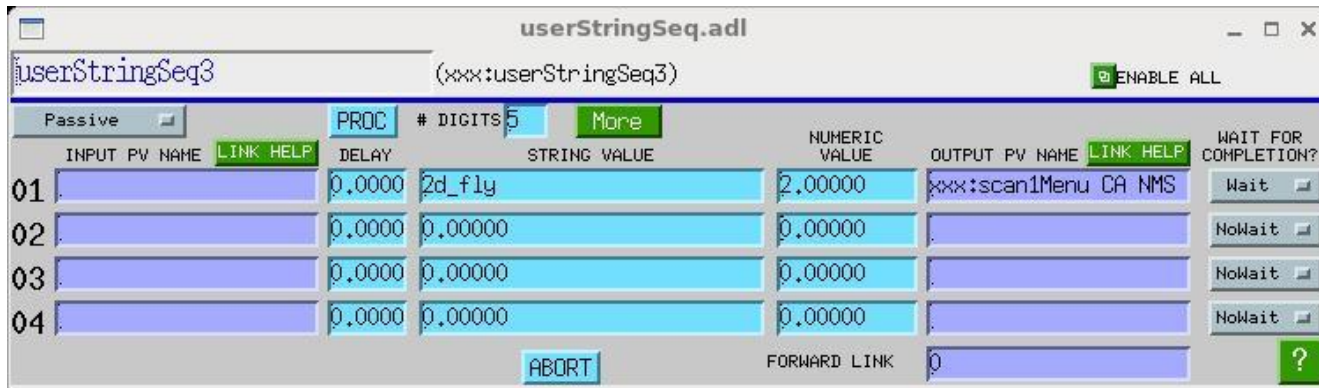 userStringSeq.adl
userStringSeq3 (xxx:userStringSeq3) ENABLE ALL
Passive PROC # DIGITS 5 More
INPUT PV NAME LINK HELP DELAY STRING VALUE NUMERIC VALUE OUTPUT PV NAME LINK HELP WAIT FOR COMPLETION?
01 0.0000 2d_fly 2.00000 xxx:scan1Menu CA NMS Wait
02 0.0000 0.00000 0.00000 NoWait
03 0.0000 0.00000 0.00000 NoWait
04 0.0000 0.00000 0.00000 NoWait
ABORT FORWARD LINK 0 ?